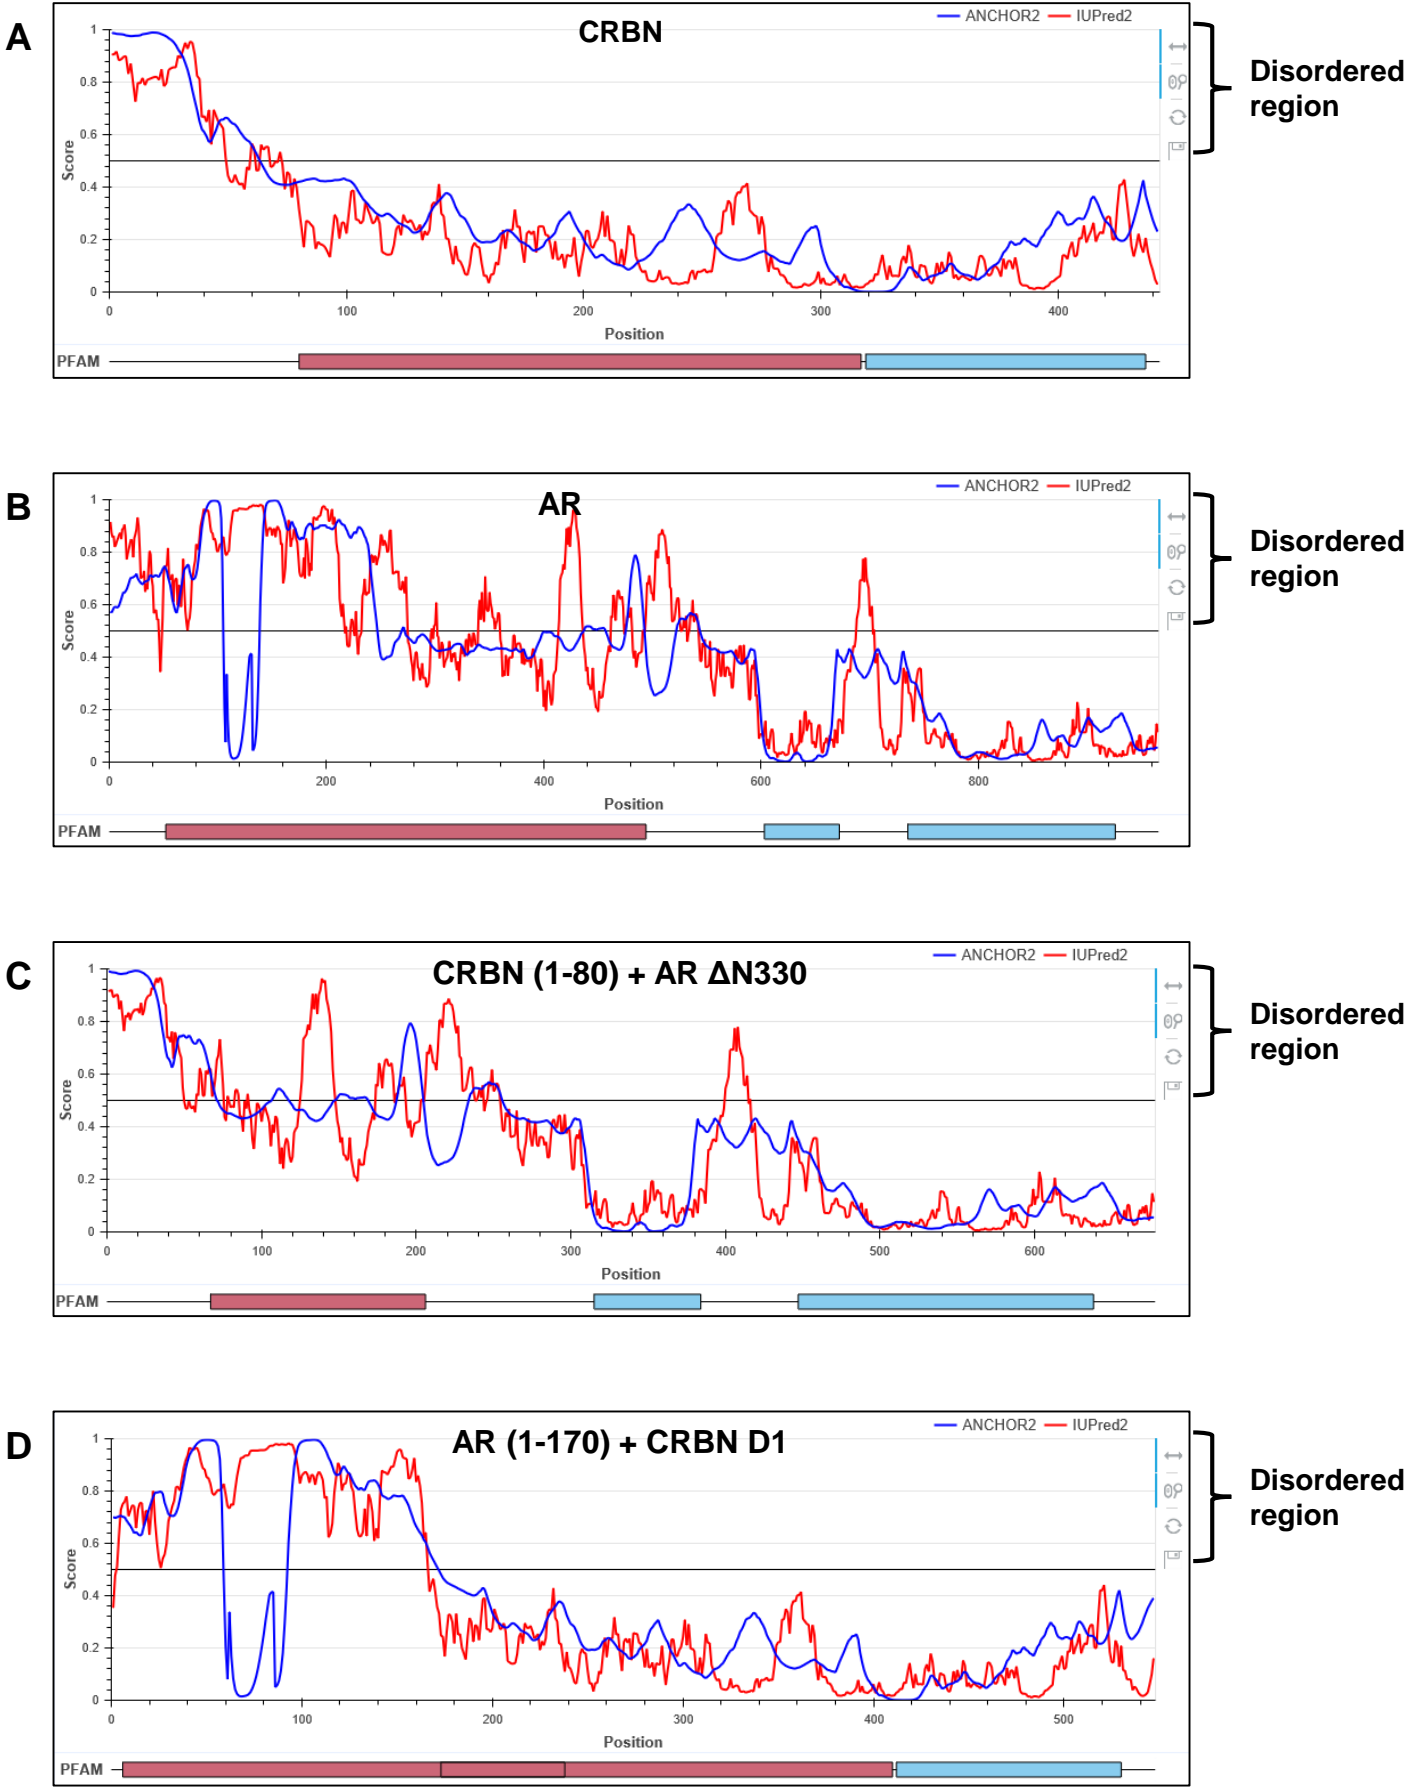 A
CRBN
ANCHOR2 IUPred2
Disordered region
Score
1
0.8
0.6
0.4
0.2
0
0 100 200 300 400
Position
PFAM
B
AR
ANCHOR2 IUPred2
Disordered region
Score
1
0.8
0.6
0.4
0.2
0
0 200 400 600 800
Position
PFAM
C
CRBN (1-80) + AR ΔN330
ANCHOR2 IUPred2
Disordered region
Score
1
0.8
0.6
0.4
0.2
0
0 100 200 300 400 500 600
Position
PFAM
D
AR (1-170) + CRBN D1
ANCHOR2 IUPred2
Disordered region
Score
1
0.8
0.6
0.4
0.2
0
0 100 200 300 400 500
Position
PFAM